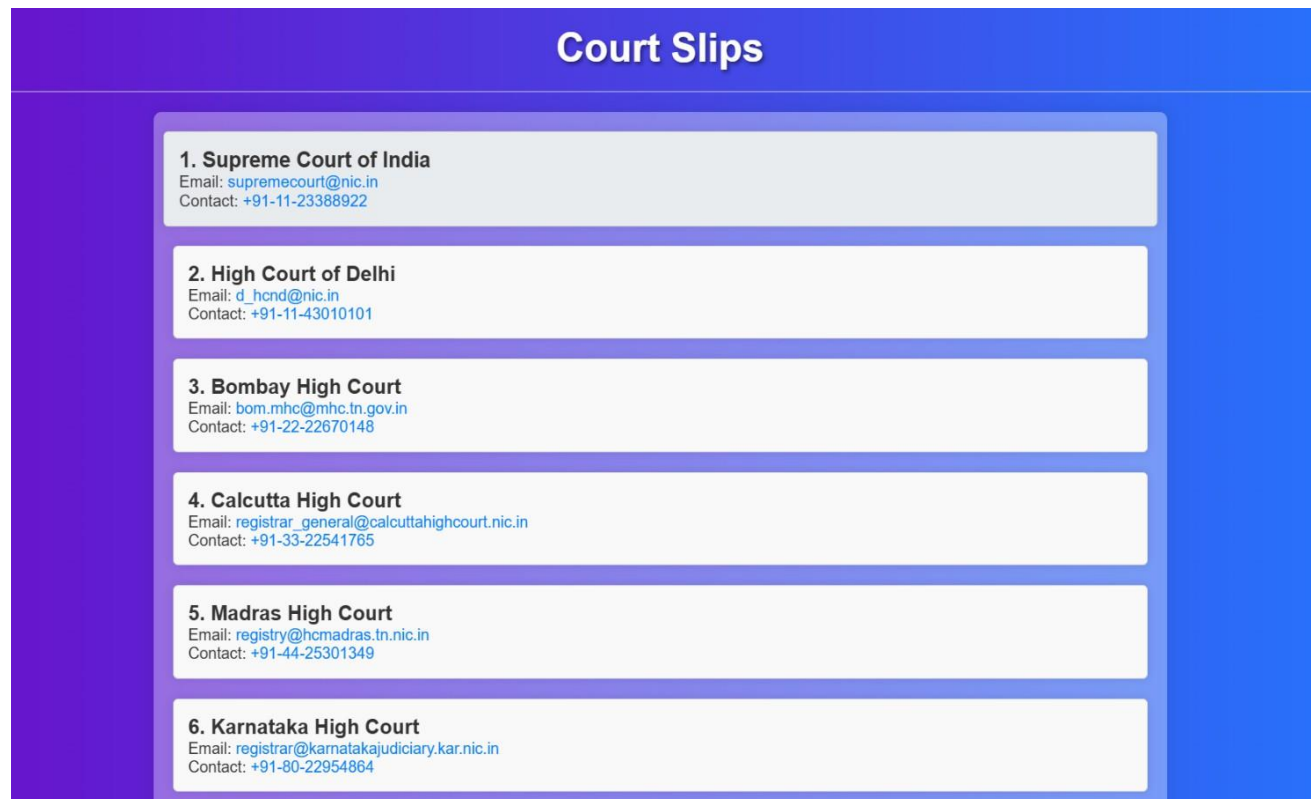 Court Slips
1. Supreme Court of India
Email: supremecourt@nic.in
Contact: +91-11-23388922
2. High Court of Delhi
Email: d_hcnd@nic.in
Contact: +91-11-43010101
3. Bombay High Court
Email: bom.mhc@mhc.tn.gov.in
Contact: +91-22-22670148
4. Calcutta High Court
Email: registrar_general@calcuttahighcourt.nic.in
Contact: +91-33-22541765
5. Madras High Court
Email: registry@hcmadras.tn.nic.in
Contact: +91-44-25301349
6. Karnataka High Court
Email: registrar@karnatakajudiciary.kar.nic.in
Contact: +91-80-22954864